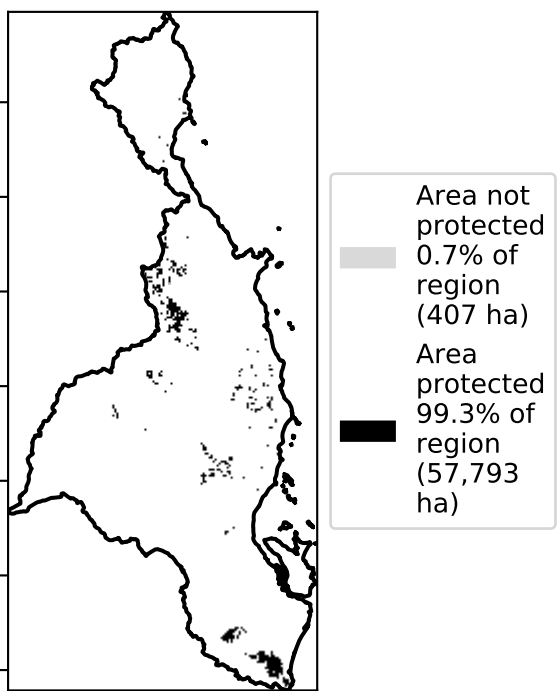 Area not
protected
0.7% of
region
(407 ha)
Area
protected
99.3% of
region
(57,793
ha)